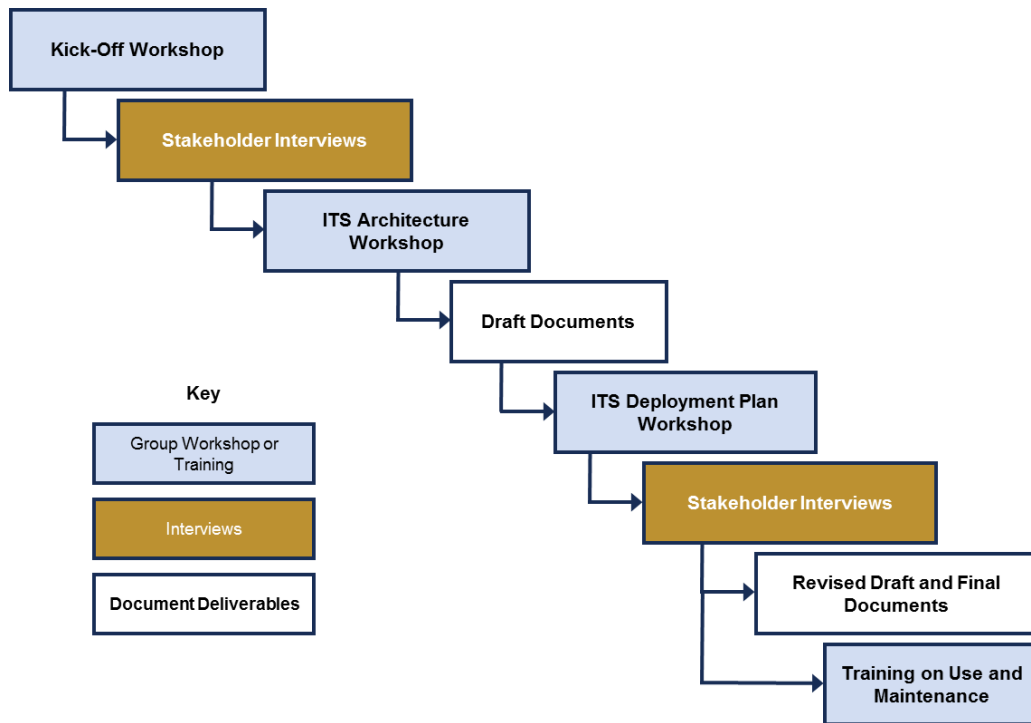 Kick-Off Workshop
Stakeholder Interviews
ITS Architecture
Workshop
Draft Documents
ITS Deployment Plan
Workshop
Stakeholder Interviews
Revised Draft and Final
Documents
Training on Use and
Maintenance
Key
Group Workshop or
Training
Interviews
Document Deliverables